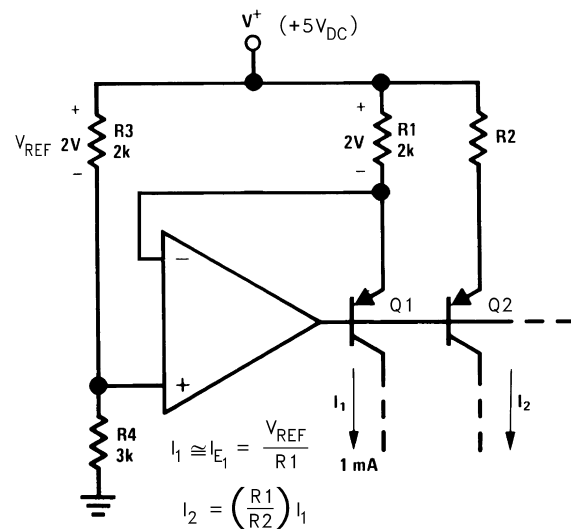 V⁺ (+5V_DC)
+
V_REF 2V R3
2k
−
+
2V R1
2k
−
R2
−
+
Q1
Q2
R4
3k
I₁
1 mA
I₂
I₁ ≅ I_E₁ = V_REF / R1
I₂ = (R1 / R2) I₁